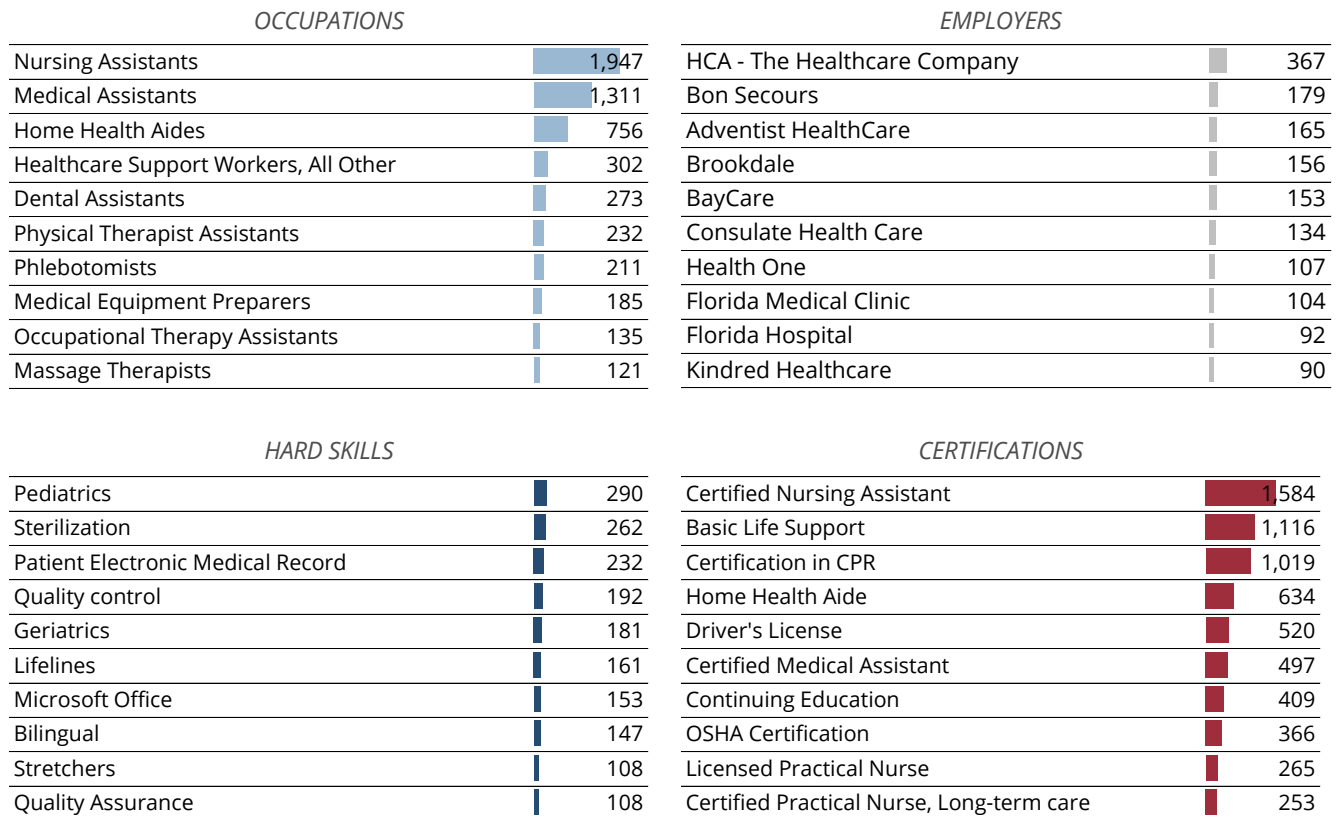 OCCUPATIONS
Nursing Assistants 1,947
Medical Assistants 1,311
Home Health Aides 756
Healthcare Support Workers, All Other 302
Dental Assistants 273
Physical Therapist Assistants 232
Phlebotomists 211
Medical Equipment Preparers 185
Occupational Therapy Assistants 135
Massage Therapists 121
EMPLOYERS
HCA - The Healthcare Company 367
Bon Secours 179
Adventist HealthCare 165
Brookdale 156
BayCare 153
Consulate Health Care 134
Health One 107
Florida Medical Clinic 104
Florida Hospital 92
Kindred Healthcare 90
HARD SKILLS
Pediatrics 290
Sterilization 262
Patient Electronic Medical Record 232
Quality control 192
Geriatrics 181
Lifelines 161
Microsoft Office 153
Bilingual 147
Stretchers 108
Quality Assurance 108
CERTIFICATIONS
Certified Nursing Assistant 1,584
Basic Life Support 1,116
Certification in CPR 1,019
Home Health Aide 634
Driver's License 520
Certified Medical Assistant 497
Continuing Education 409
OSHA Certification 366
Licensed Practical Nurse 265
Certified Practical Nurse, Long-term care 253